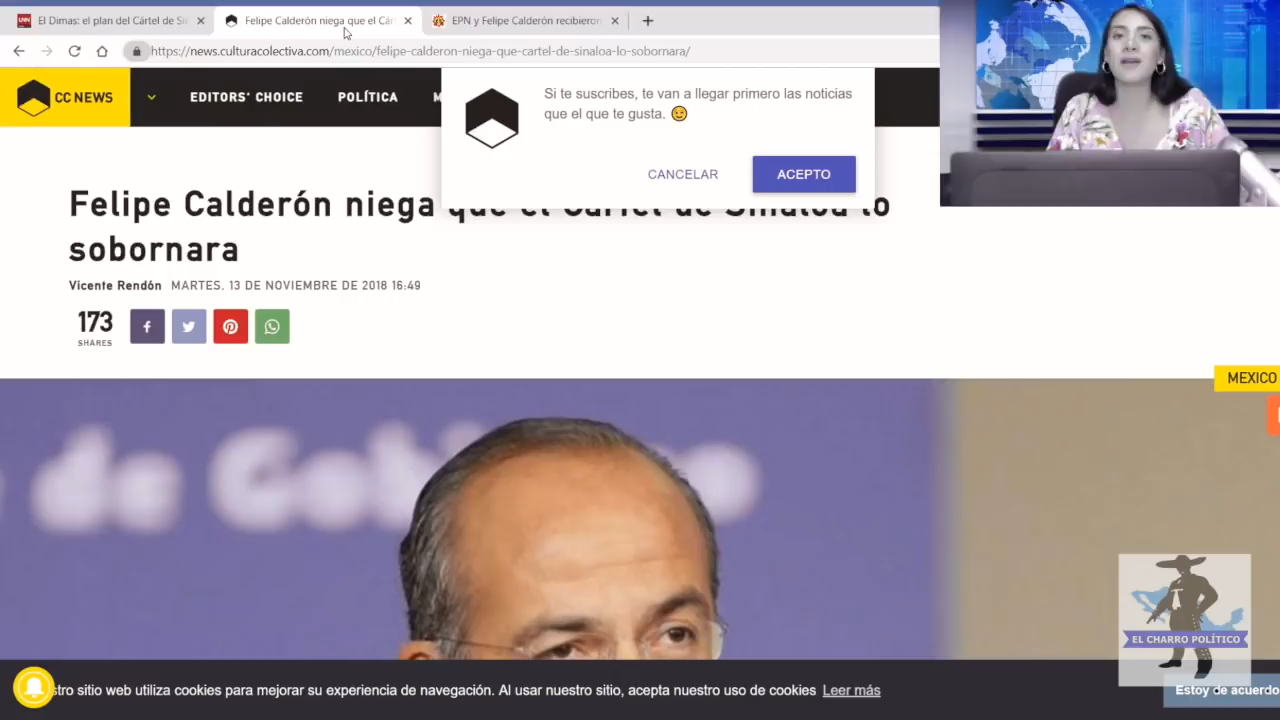 El Dimas: el plan del Cártel de Si
Felipe Calderón niega que el Cárt
EPN y Felipe Calderón recibieron
https://news.culturacolectiva.com/mexico/felipe-calderon-niega-que-cartel-de-sinaloa-lo-sobornara/
CC NEWS
EDITORS' CHOICE
POLÍTICA
M
Si te suscribes, te van a llegar primero las noticias
que el que te gusta. 😉
CANCELAR
ACEPTO
Felipe Calderón niega que el Cártel de Sinaloa lo
sobornara
Vicente Rendón MARTES, 13 DE NOVIEMBRE DE 2018 16:49
173
SHARES
MEXICO
de Gobierno
EL CHARRO POLÍTICO
stro sitio web utiliza cookies para mejorar su experiencia de navegación. Al usar nuestro sitio, acepta nuestro uso de cookies Leer más
Estoy de acuerdo